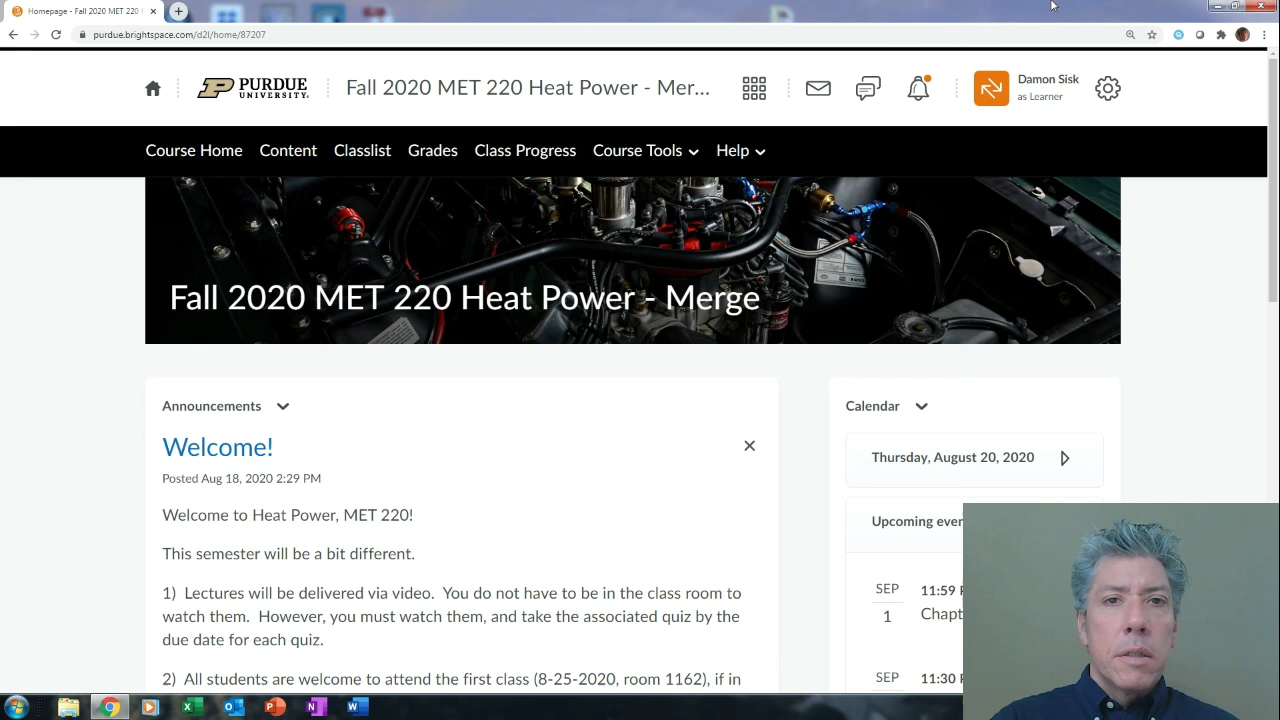 Homepage - Fall 2020 MET 220 H
purdue.brightspace.com/d2l/home/87207
PURDUE
UNIVERSITY
Fall 2020 MET 220 Heat Power - Mer...
Damon Sisk
as Learner
Course Home Content Classlist Grades Class Progress Course Tools Help
Fall 2020 MET 220 Heat Power - Merge
Announcements
Welcome!
Posted Aug 18, 2020 2:29 PM
Welcome to Heat Power, MET 220!
This semester will be a bit different.
1) Lectures will be delivered via video. You do not have to be in the class room to
watch them. However, you must watch them, and take the associated quiz by the
due date for each quiz.
2) All students are welcome to attend the first class (8-25-2020, room 1162), if in
Calendar
Thursday, August 20, 2020
Upcoming ever
SEP
1
11:59 P
Chapt
SEP
11:30 P